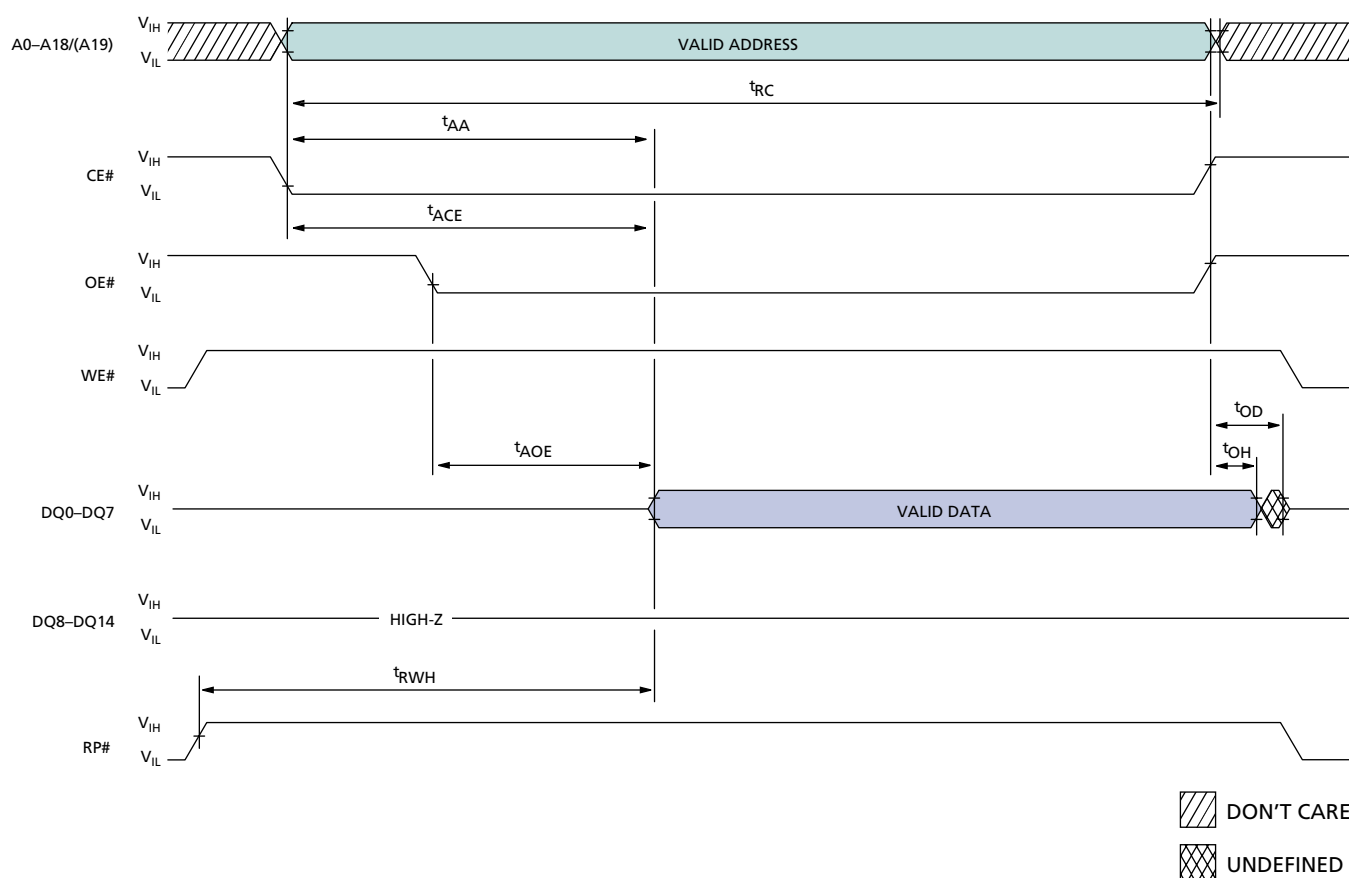 VIH
A0–A18/(A19)
VIL
VALID ADDRESS
tRC
tAA
VIH
CE#
VIL
tACE
VIH
OE#
VIL
VIH
WE#
VIL
tOD
tAOE
tOH
VIH
DQ0–DQ7
VIL
VALID DATA
VIH
DQ8–DQ14
VIL
HIGH-Z
tRWH
VIH
RP#
VIL
DON'T CARE
UNDEFINED